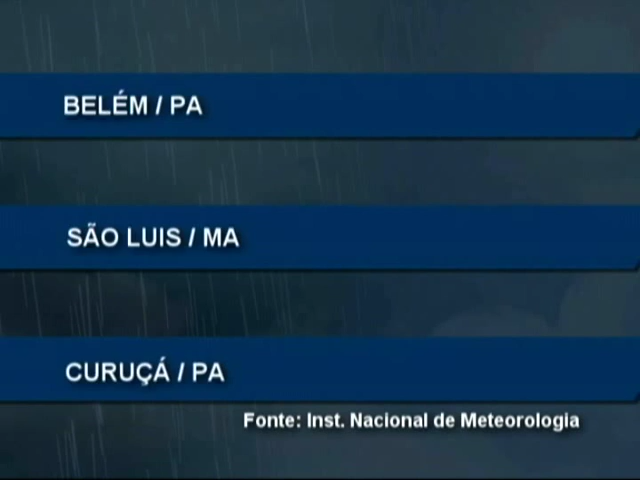 BELÉM / PA
SÃO LUIS / MA
CURUÇÁ / PA
Fonte: Inst. Nacional de Meteorologia